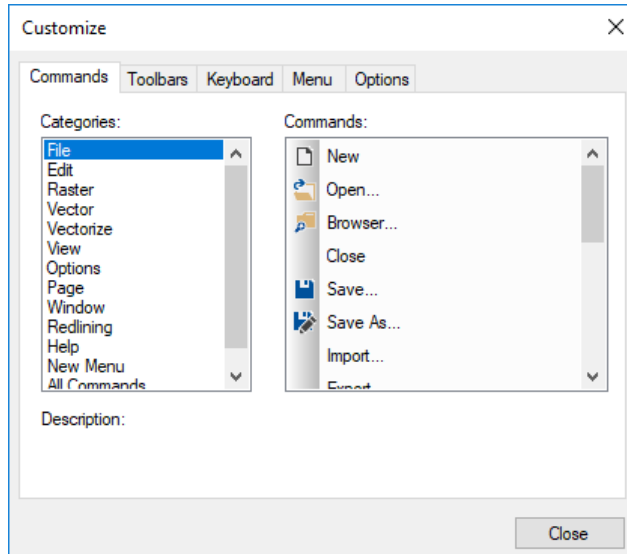 Customize
Commands
Toolbars
Keyboard
Menu
Options
Categories:
File
Edit
Raster
Vector
Vectorize
View
Options
Page
Window
Redlining
Help
New Menu
All Commands
Commands:
New
Open...
Browser...
Close
Save...
Save As...
Import...
Export
Description:
Close